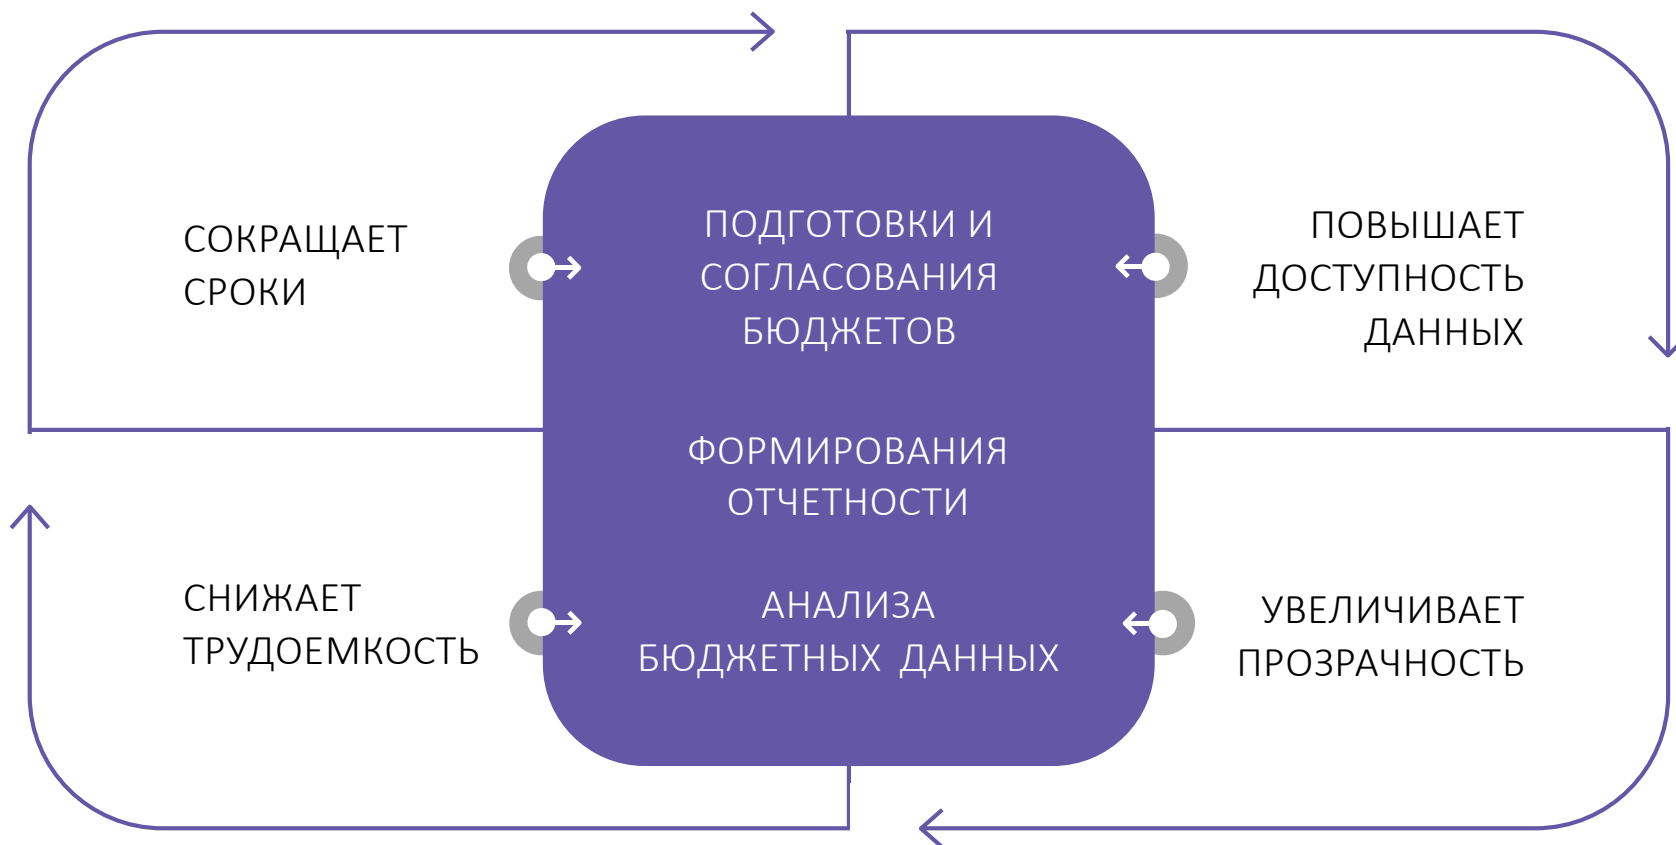 СОКРАЩАЕТ
СРОКИ
ПОДГОТОВКИ И
СОГЛАСОВАНИЯ
БЮДЖЕТОВ
ПОВЫШАЕТ
ДОСТУПНОСТЬ
ДАННЫХ
ФОРМИРОВАНИЯ
ОТЧЕТНОСТИ
СНИЖАЕТ
ТРУДОЕМКОСТЬ
АНАЛИЗА
БЮДЖЕТНЫХ ДАННЫХ
УВЕЛИЧИВАЕТ
ПРОЗРАЧНОСТЬ